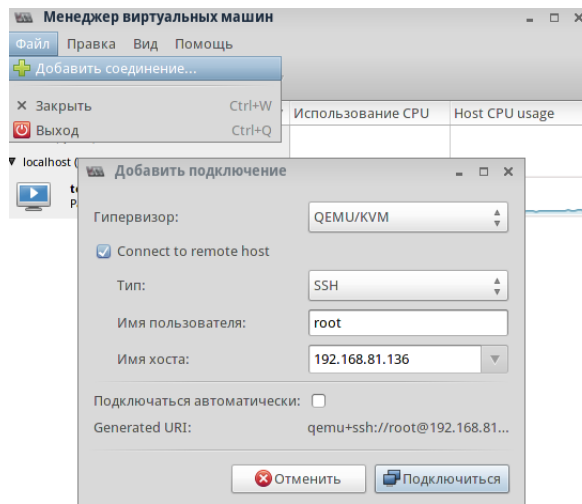 Менеджер виртуальных машин
Файл Правка Вид Помощь
Добавить соединение...
Закрыть Ctrl+W
Выход Ctrl+Q
Использование CPU Host CPU usage
localhost (
Добавить подключение
Гипервизор: QEMU/KVM
Connect to remote host
Тип: SSH
Имя пользователя: root
Имя хоста: 192.168.81.136
Подключаться автоматически:
Generated URI: qemu+ssh://root@192.168.81...
Отменить Подключиться